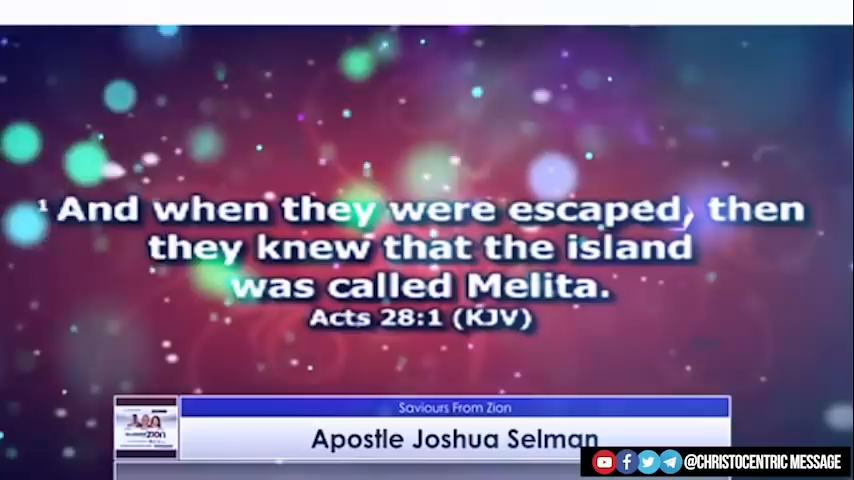 1 And when they were escaped, then
they knew that the island
was called Melita.
Acts 28:1 (KJV)
Saviours From Zion
zion
Apostle Joshua Selman
@CHRISTOCENTRIC MESSAGE